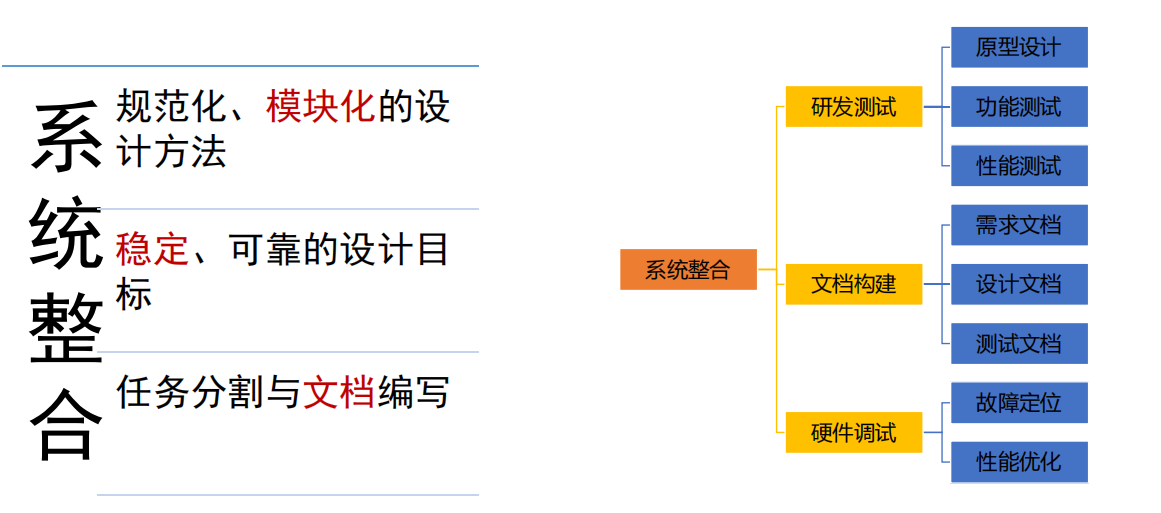 系统整合
规范化、模块化的设
计方法
稳定、可靠的设计目
标
任务分割与文档编写
系统整合
研发测试
原型设计
功能测试
性能测试
文档构建
需求文档
设计文档
测试文档
硬件调试
故障定位
性能优化